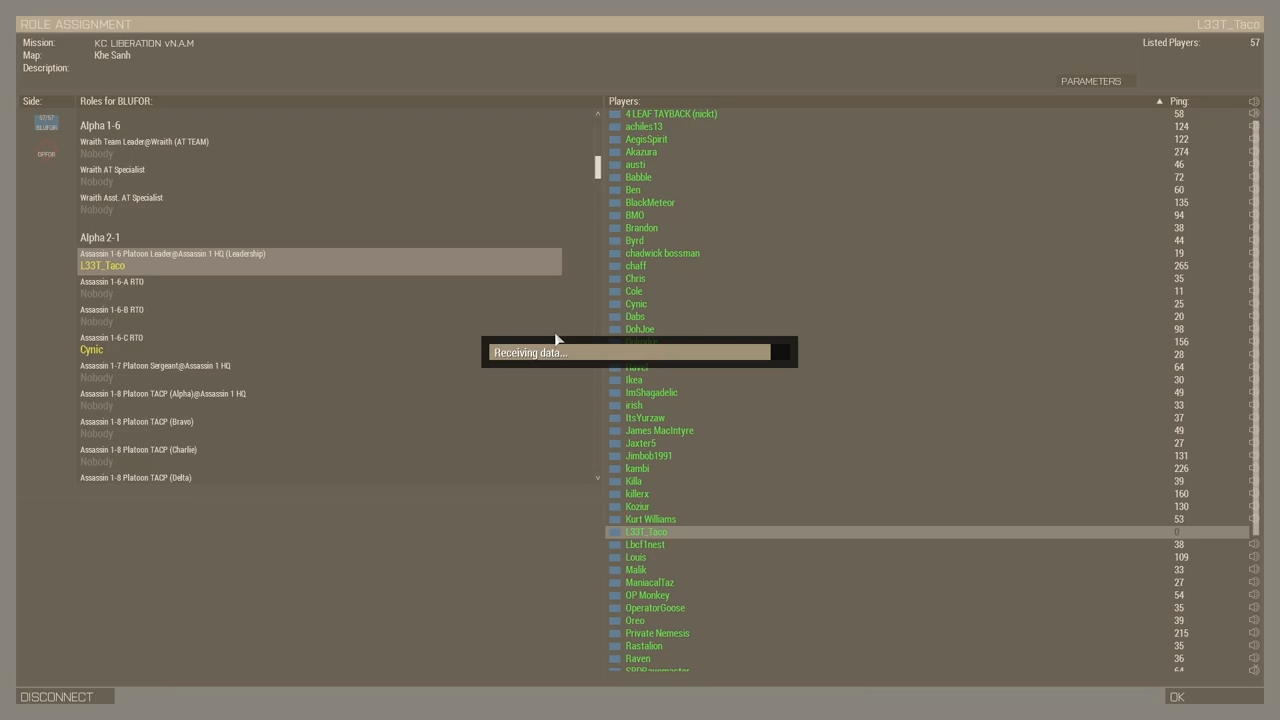 ROLE ASSIGNMENT
L33T_Taco
Mission: KC LIBERATION vN.A.M
Listed Players: 57
Map: Khe Sanh
Description:
PARAMETERS
Side:
Roles for BLUFOR:
57/57
BLUFOR
OPFOR
Alpha 1-6
Wraith Team Leader@Wraith (AT TEAM)
Nobody
Wraith AT Specialist
Nobody
Wraith Asst. AT Specialist
Nobody
Alpha 2-1
Assassin 1-6 Platoon Leader@Assassin 1 HQ (Leadership)
L33T_Taco
Assassin 1-6-A RTO
Nobody
Assassin 1-6-B RTO
Nobody
Assassin 1-6-C RTO
Cynic
Assassin 1-7 Platoon Sergeant@Assassin 1 HQ
Nobody
Assassin 1-8 Platoon TACP (Alpha)@Assassin 1 HQ
Nobody
Assassin 1-8 Platoon TACP (Bravo)
Nobody
Assassin 1-8 Platoon TACP (Charlie)
Nobody
Assassin 1-8 Platoon TACP (Delta)
Players: Ping:
4 LEAF TAYBACK (nickt) 58
achiles13 124
AegisSpirit 122
Akazura 274
austi 46
Babble 72
Ben 60
BlackMeteor 135
BMO 94
Brandon 38
Byrd 44
chadwick bossman 19
chaff 265
Chris 35
Cole 11
Cynic 25
Dabs 20
DohJoe 98
156
Receiving data...
28
64
Ikea 30
ImShagadelic 49
irish 33
ItsYurzaw 37
James MacIntyre 49
Jaxter5 27
Jimbob1991 131
kambi 226
Killa 39
killerx 160
Koziur 130
Kurt Williams 53
L33T_Taco 0
Lbcf1nest 38
Louis 109
Malik 33
ManiacalTaz 27
OP Monkey 54
OperatorGoose 35
Oreo 39
Private Nemesis 215
Rastalion 35
Raven 36
64
DISCONNECT
OK